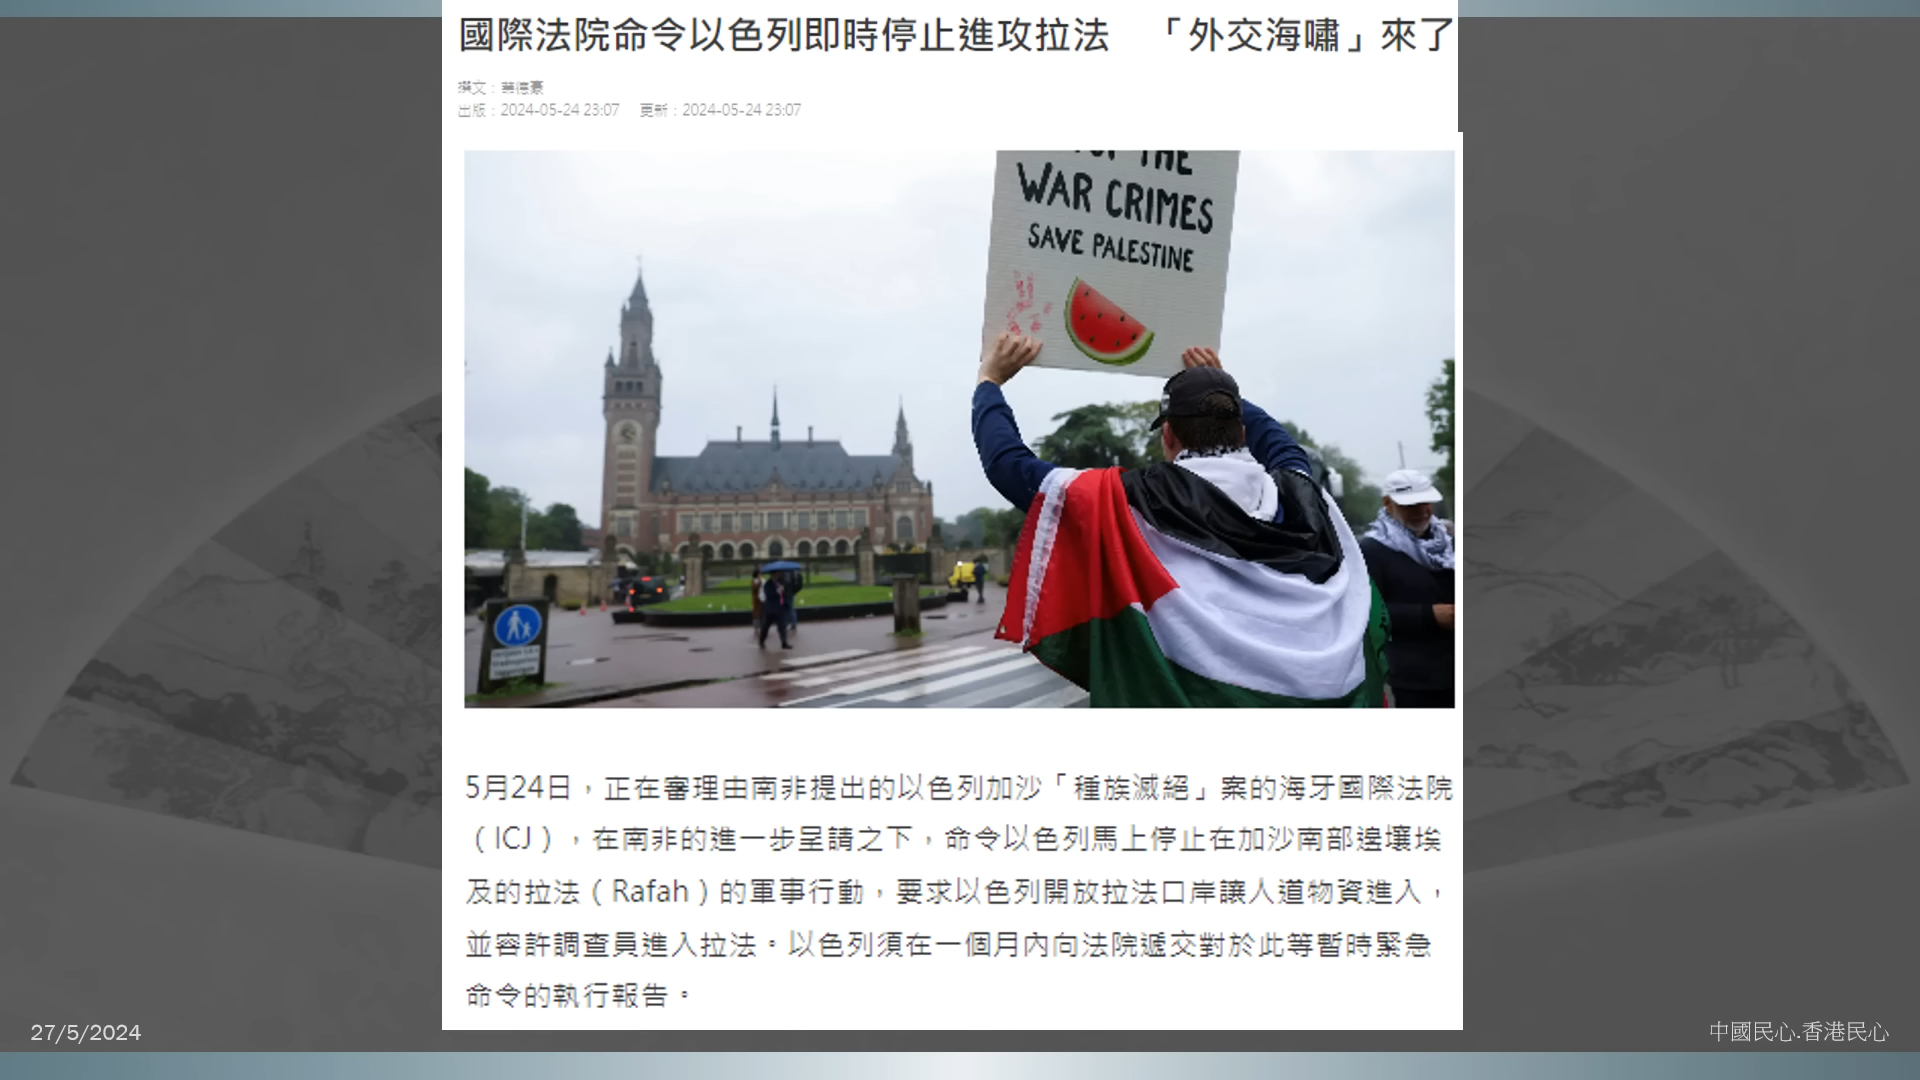 國際法院命令以色列即時停止進攻拉法　「外交海嘯」來了
撰文：葉德豪
出版：2024-05-24 23:07　更新：2024-05-24 23:07
THE
WAR CRIMES
SAVE PALESTINE
5月24日，正在審理由南非提出的以色列加沙「種族滅絕」案的海牙國際法院
（ICJ），在南非的進一步呈請之下，命令以色列馬上停止在加沙南部邊壤埃
及的拉法（Rafah）的軍事行動，要求以色列開放拉法口岸讓人道物資進入，
並容許調查員進入拉法。以色列須在一個月內向法院遞交對於此等暫時緊急
命令的執行報告。
27/5/2024
中國民心.香港民心